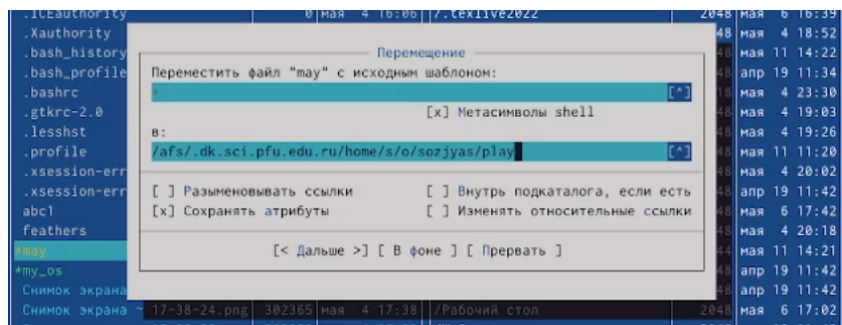 .ICEauthority 0 мая 4 16:06 /.texlive2022 2048 мая 6 16:39
.Xauthority 48 мая 4 18:52
.bash_history Перемещение 48 мая 11 14:22
.bash_profile Переместить файл "may" с исходным шаблоном: 48 апр 19 11:34
.bashrc * [^] 18 мая 4 23:30
.gtkrc-2.0 [x] Метасимволы shell 48 мая 4 19:03
.lesshst в: 48 мая 4 19:26
.profile /afs/.dk.sci.pfu.edu.ru/home/s/o/sozjyas/play [^] 48 мая 11 11:20
.xsession-err 48 мая 4 20:02
.xsession-err [ ] Разыменовывать ссылки [ ] Внутрь подкаталога, если есть 48 апр 19 11:42
abc1 [x] Сохранять атрибуты [ ] Изменять относительные ссылки 48 мая 6 17:42
feathers 48 мая 4 20:18
*may [< Дальше >] [ В фоне ] [ Прервать ] 44 мая 11 14:21
*my_os 48 апр 19 11:42
Снимок экрана 48 апр 19 11:42
Снимок экрана ~ 17-38-24.png 302365 мая 4 17:38 /Рабочий стол 2048 мая 6 17:02